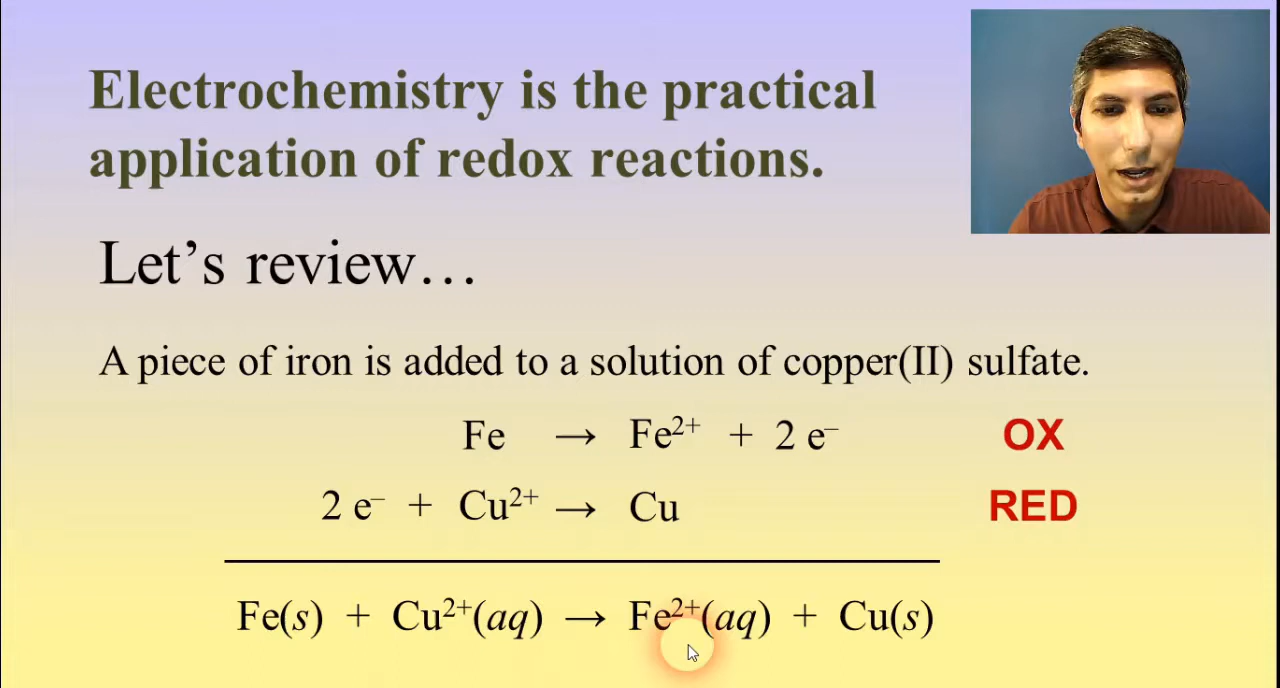 Electrochemistry is the practical
application of redox reactions.
Let’s review…
A piece of iron is added to a solution of copper(II) sulfate.
Fe → Fe²⁺ + 2 e⁻ OX
2 e⁻ + Cu²⁺ → Cu RED
Fe(s) + Cu²⁺(aq) → Fe²⁺(aq) + Cu(s)